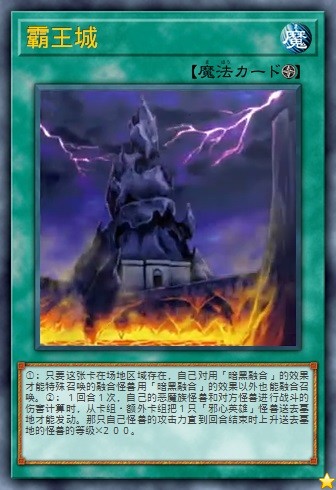 霸王城
魔
【魔法カード】
①：只要这张卡在场地区域存在，自己对用「暗黑融合」的效果
才能特殊召唤的融合怪兽用「暗黑融合」的效果以外也能融合召
唤。②：1回合1次，自己的恶魔族怪兽和对方怪兽进行战斗的
伤害计算时，从卡组·额外卡组把1只「邪心英雄」怪兽送去墓
地才能发动。那只自己怪兽的攻击力直到回合结束时上升送去墓
地的怪兽的等级×200。